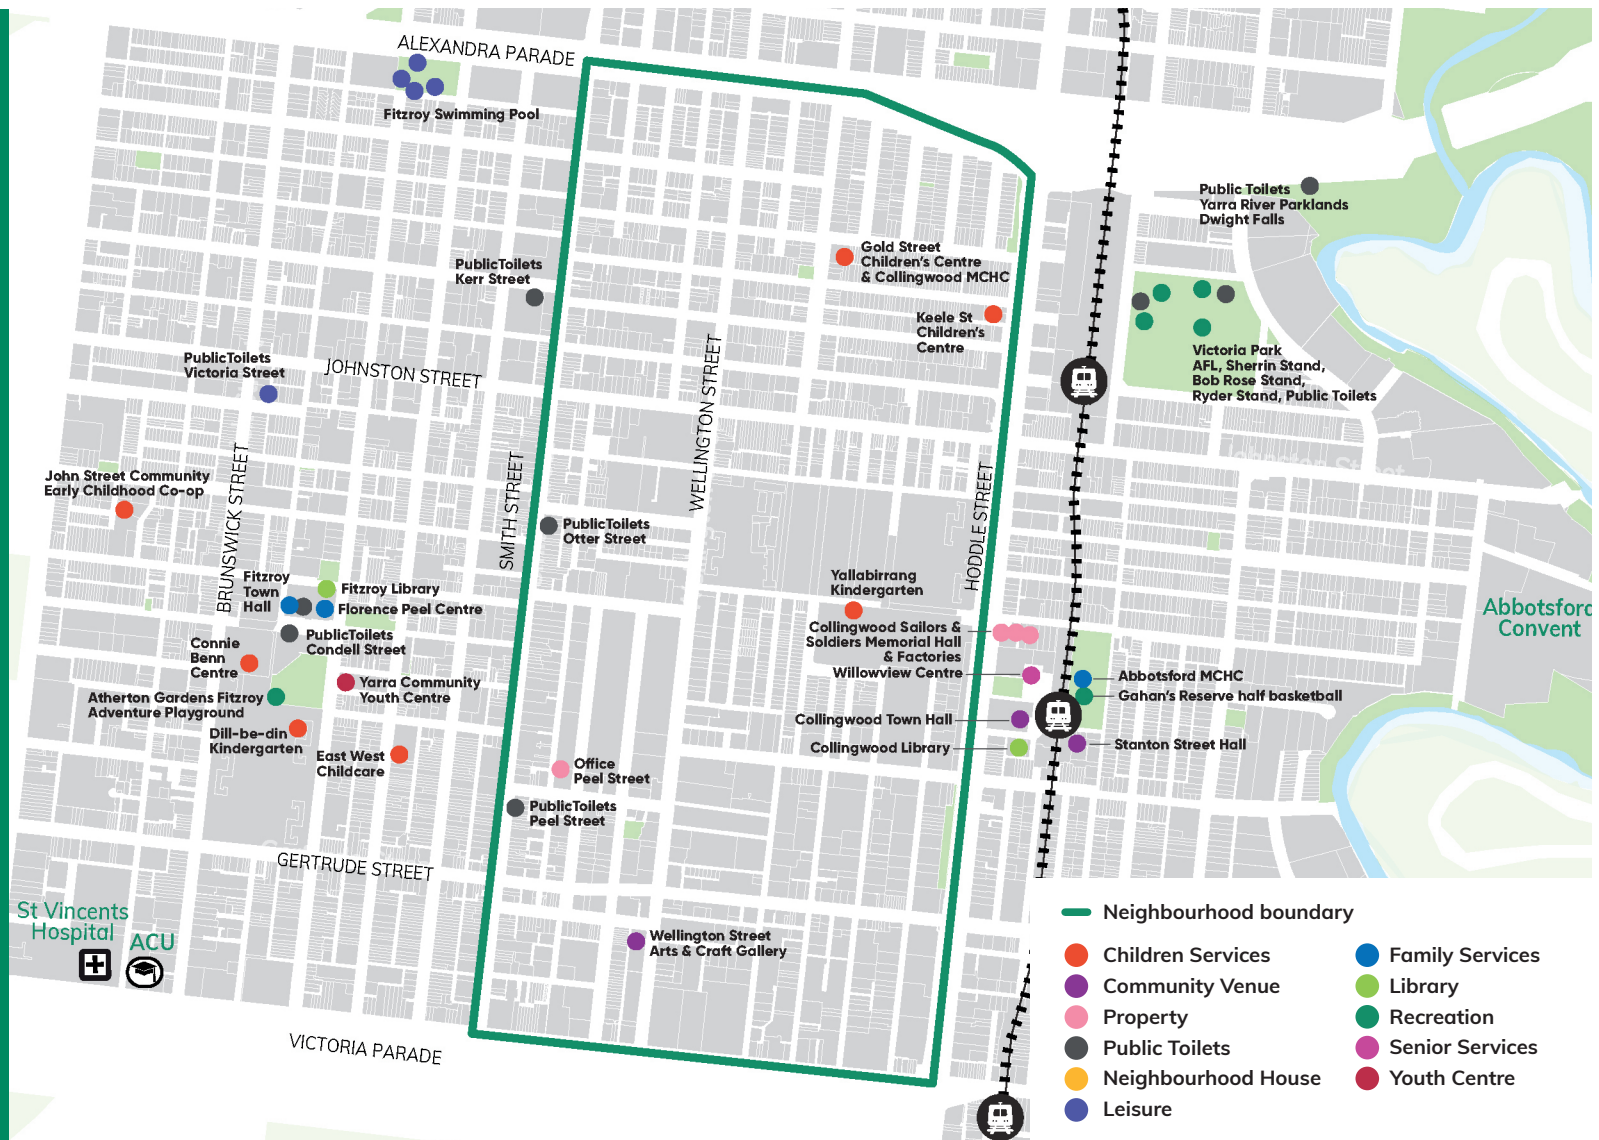 ALEXANDRA PARADE
Fitzroy Swimming Pool
Public Toilets
Yarra River Parklands
Dwight Falls
Gold Street
Children's Centre
& Collingwood MCHC
PublicToilets
Kerr Street
Keele St
Children's
Centre
PublicToilets
Victoria Street
JOHNSTON STREET
Victoria Park
AFL, Sherrin Stand,
Bob Rose Stand,
Ryder Stand, Public Toilets
WELLINGTON STREET
Johnston Street
John Street Community
Early Childhood Co-op
BRUNSWICK STREET
SMITH STREET
HODDLE STREET
PublicToilets
Otter Street
Fitzroy
Town
Hall
Fitzroy Library
Florence Peel Centre
Yallabirrang
Kindergarten
Abbotsford
Convent
PublicToilets
Condell Street
Collingwood Sailors &
Soldiers Memorial Hall
& Factories
Connie
Benn
Centre
Willowview Centre
Abbotsford MCHC
Yarra Community
Youth Centre
Gahan's Reserve half basketball
Atherton Gardens Fitzroy
Adventure Playground
Collingwood Town Hall
Dill-be-din
Kindergarten
Collingwood Library
Stanton Street Hall
East West
Childcare
Office
Peel Street
PublicToilets
Peel Street
GERTRUDE STREET
St Vincents
Hospital
ACU
Wellington Street
Arts & Craft Gallery
VICTORIA PARADE
Neighbourhood boundary
Children Services
Community Venue
Property
Public Toilets
Neighbourhood House
Leisure
Family Services
Library
Recreation
Senior Services
Youth Centre